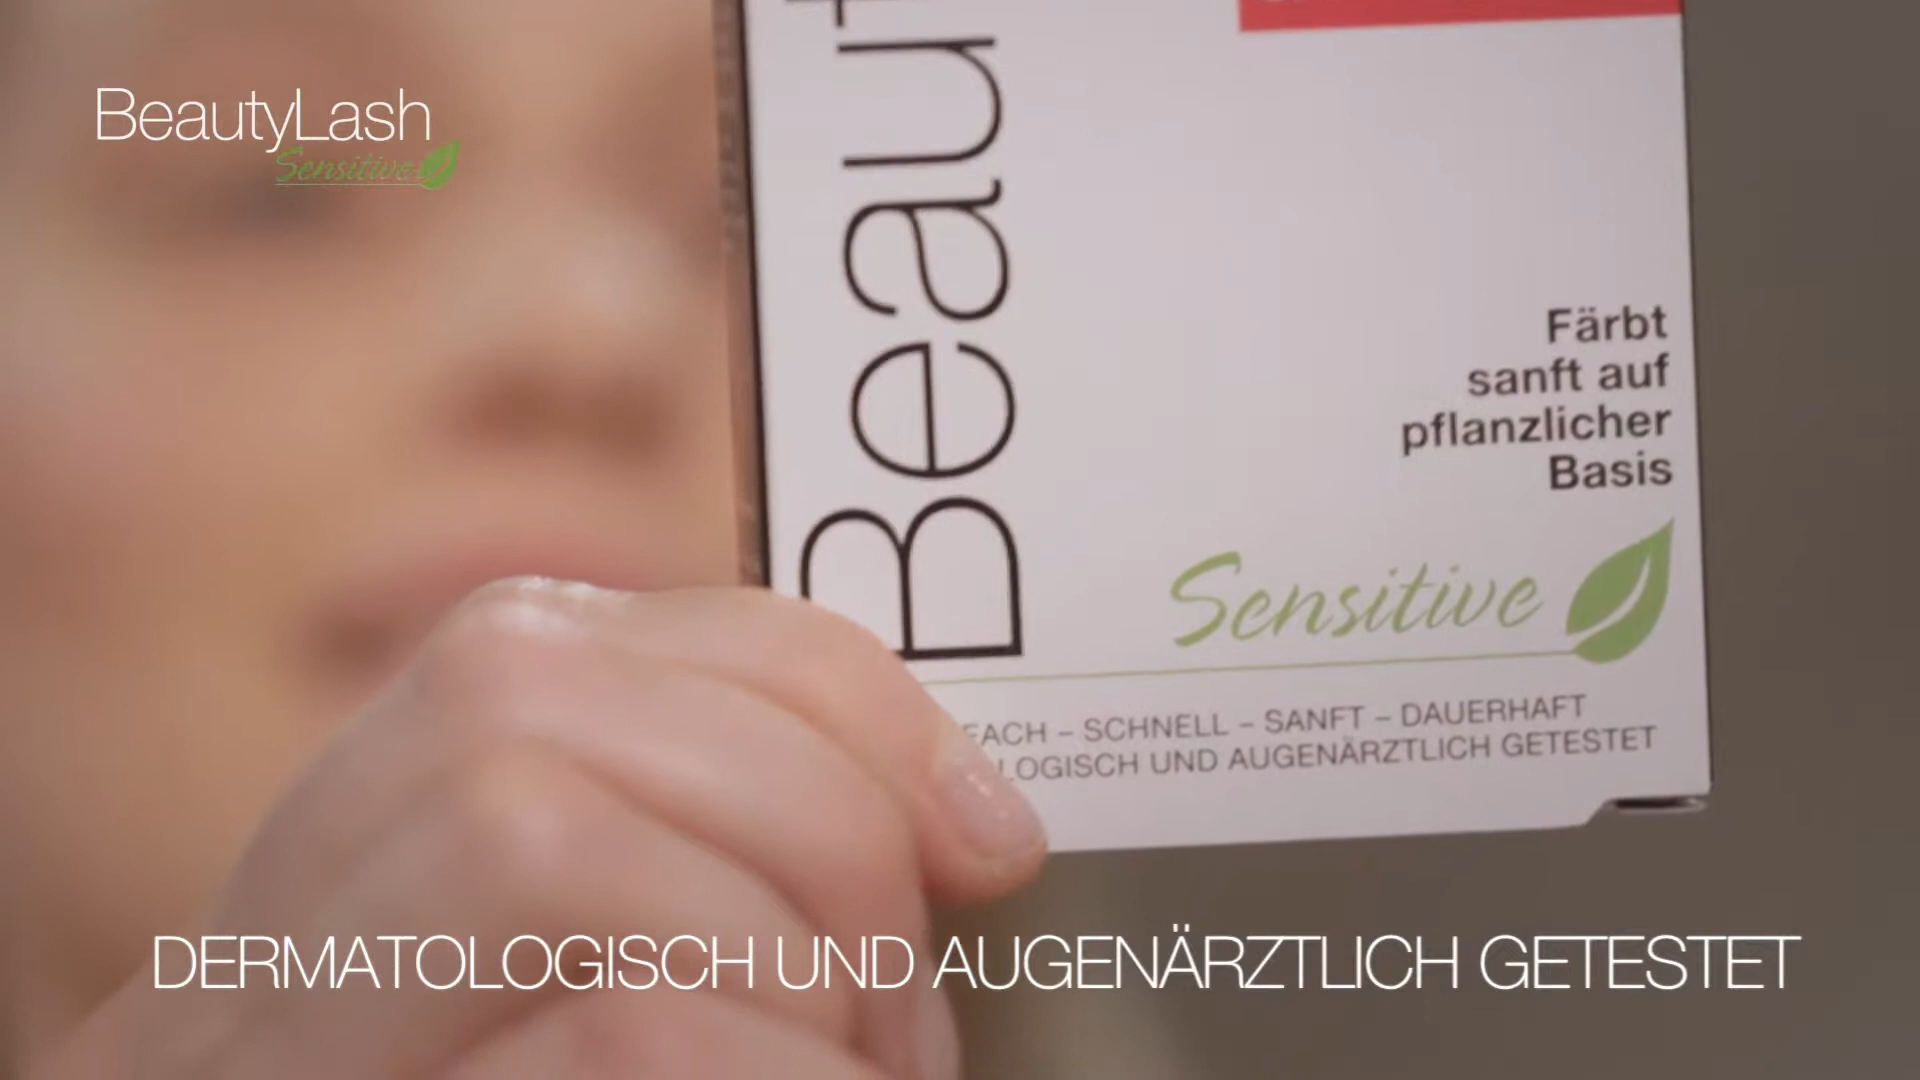 BeautyLash
Sensitive
Beaut
Färbt
sanft auf
pflanzlicher
Basis
Sensitive
FACH – SCHNELL – SANFT – DAUERHAFT
LOGISCH UND AUGENÄRZTLICH GETESTET
DERMATOLOGISCH UND AUGENÄRZTLICH GETESTET